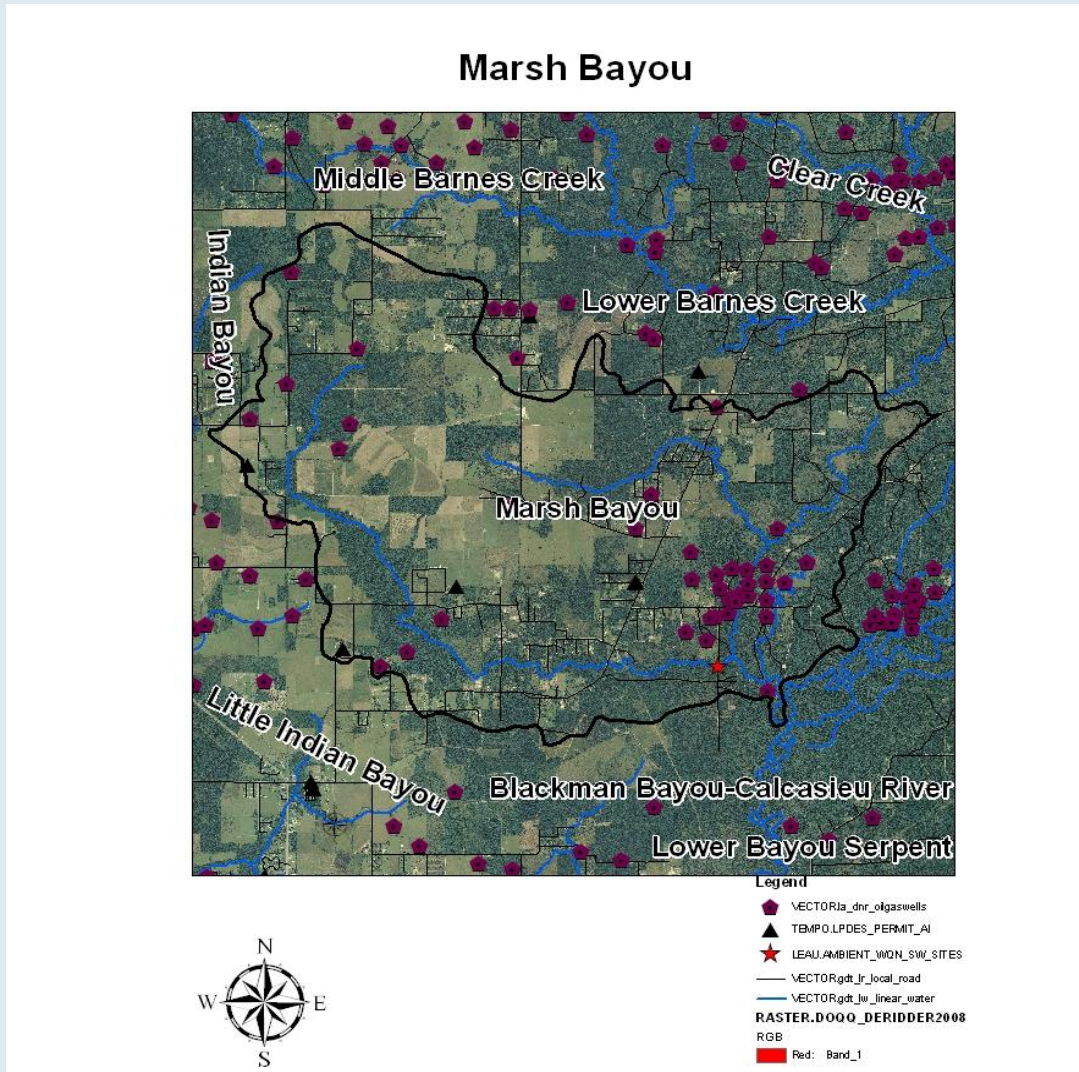 Marsh Bayou
Middle Barnes Creek
Clear Creek
Indian Bayou
Lower Barnes Creek
Marsh Bayou
Little Indian Bayou
Blackman Bayou-Calcasieu River
Lower Bayou Serpent
Legend
VECTOR.la_dnr_oilgaswells
TEMPO.LPDES_PERMIT_AI
LEAU.AMBIENT_WQN_SW_SITES
VECTOR.gdt_lr_local_road
VECTOR.gdt_lw_linear_water
RASTER.DOQQ_DERIDDER2008
RGB
Red: Band_1
N
W E
S